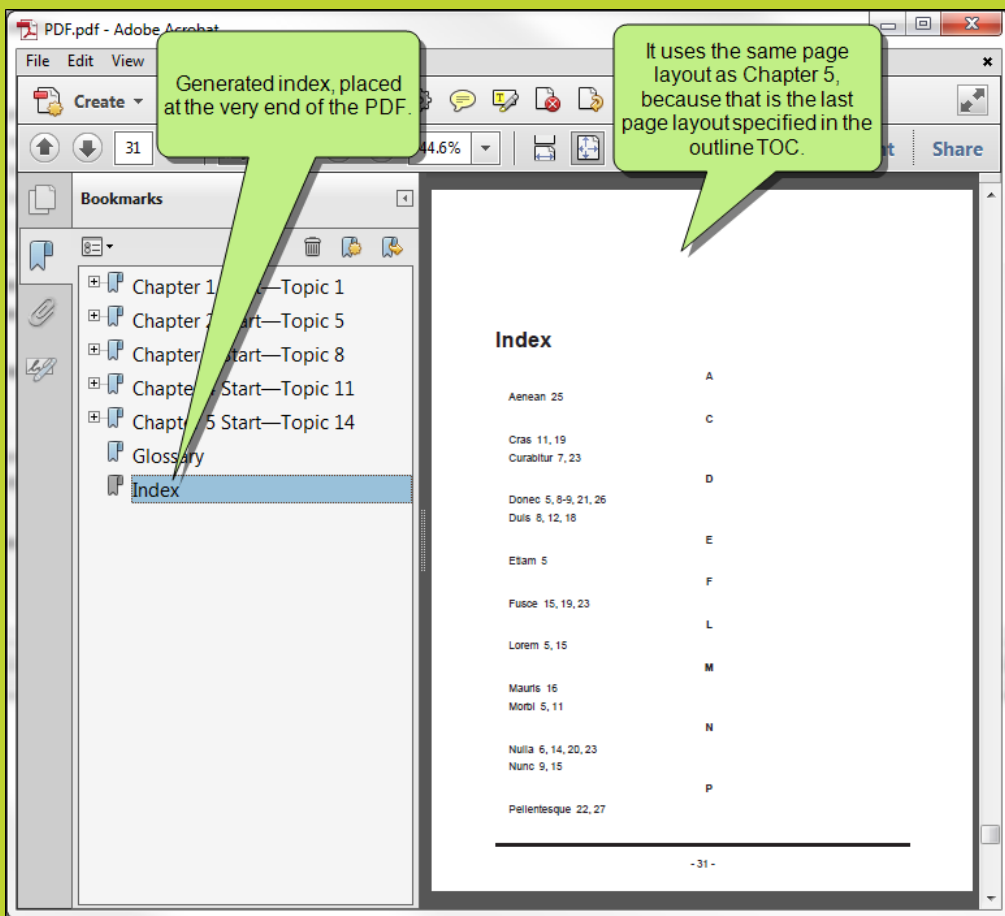 PDF.pdf - Adobe Acrobat
File Edit View
Create
31
44.6%
Share
Generated index, placed
at the very end of the PDF.
It uses the same page
layout as Chapter 5,
because that is the last
page layout specified in the
outline TOC.
Bookmarks
Chapter 1 Start—Topic 1
Chapter 2 Start—Topic 5
Chapter Start—Topic 8
Chapter 4 Start—Topic 11
Chapter 5 Start—Topic 14
Glossary
Index
Index
A
Aenean 25
C
Cras 11, 19
Curabitur 7, 23
D
Donec 5, 8-9, 21, 26
Duis 8, 12, 18
E
Etiam 5
F
Fusce 15, 19, 23
L
Lorem 5, 15
M
Mauris 16
Morbi 5, 11
N
Nulla 6, 14, 20, 23
Nunc 9, 15
P
Pellentesque 22, 27
- 31 -